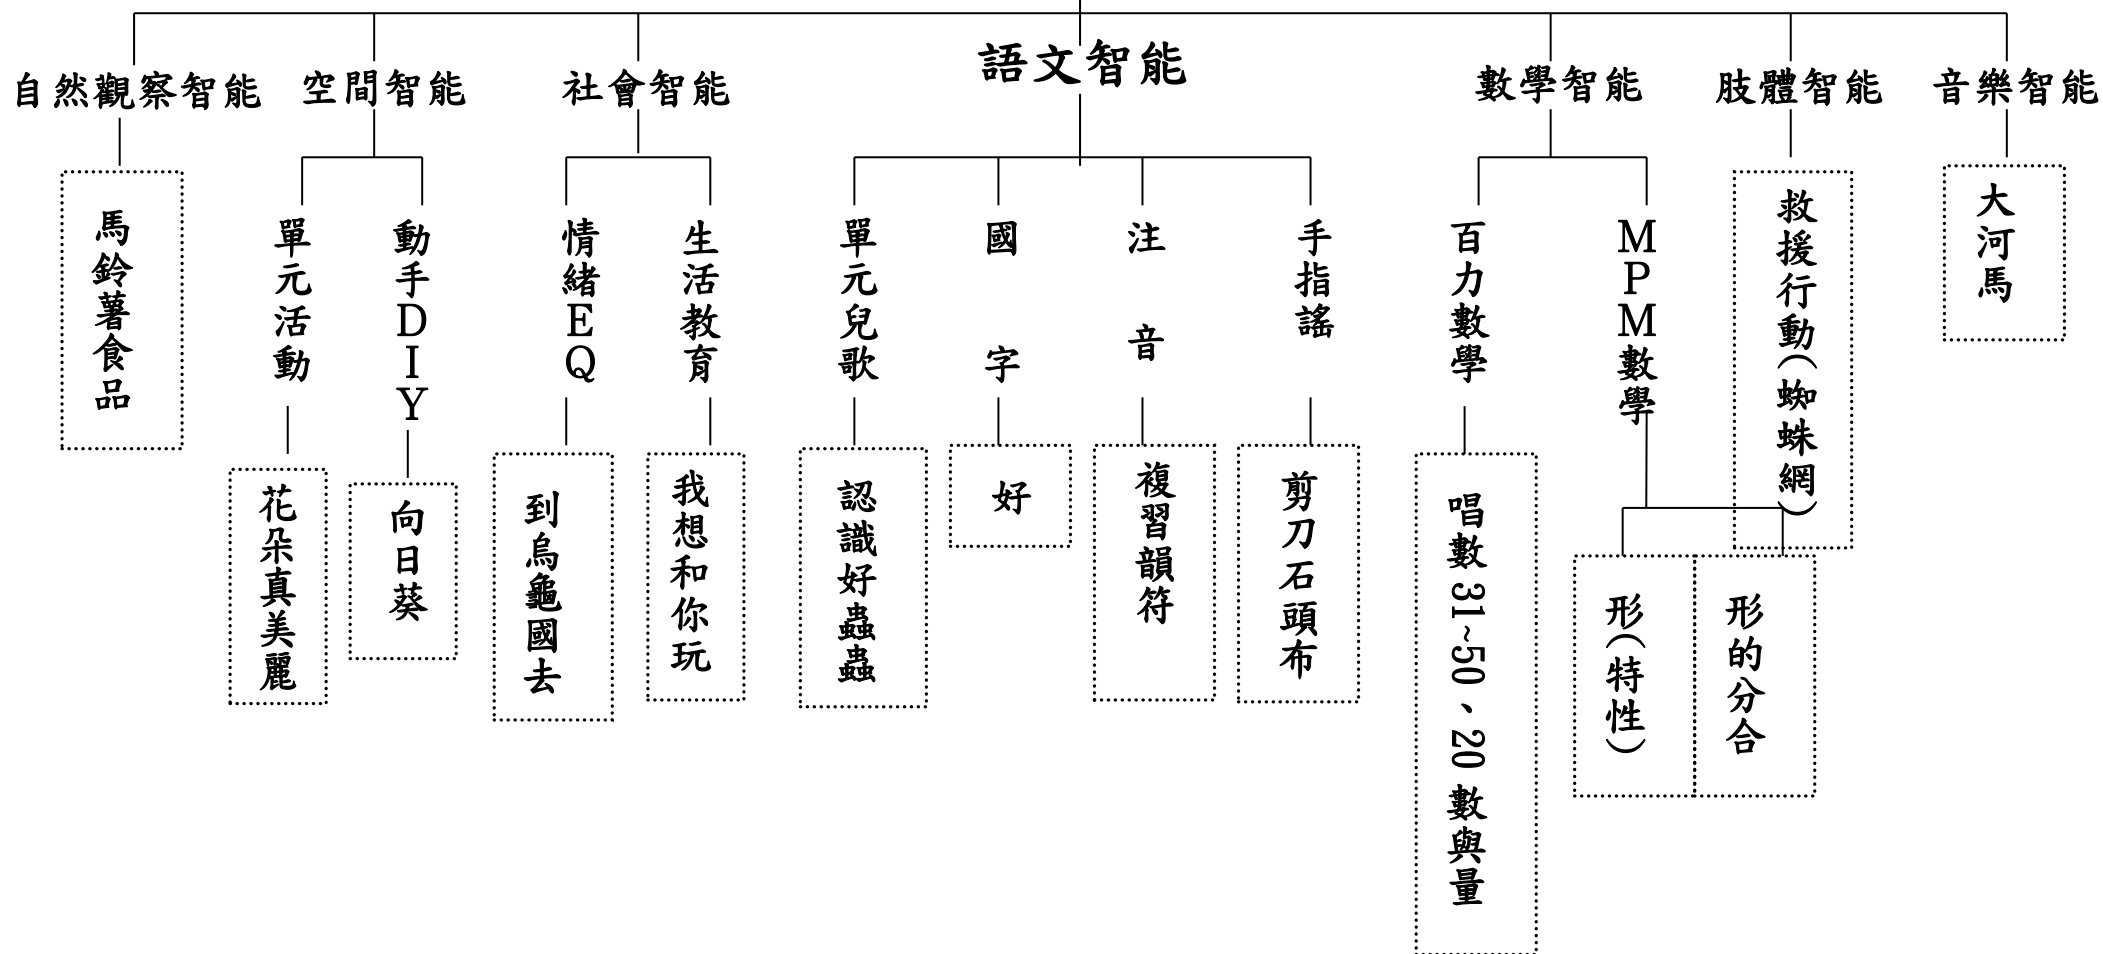 自然觀察智能
空間智能
社會智能
語文智能
數學智能
肢體智能
音樂智能
馬鈴薯食品
單元活動
動手DIY
情緒EQ
生活教育
單元兒歌
國字
注音
手指謠
百力數學
MPM數學
救援行動(蜘蛛網)
大河馬
花朵真美麗
向日葵
到烏龜國去
我想和你玩
認識好蟲蟲
好
複習韻符
剪刀石頭布
唱數31~50、20數與量
形(特性)
形的分合